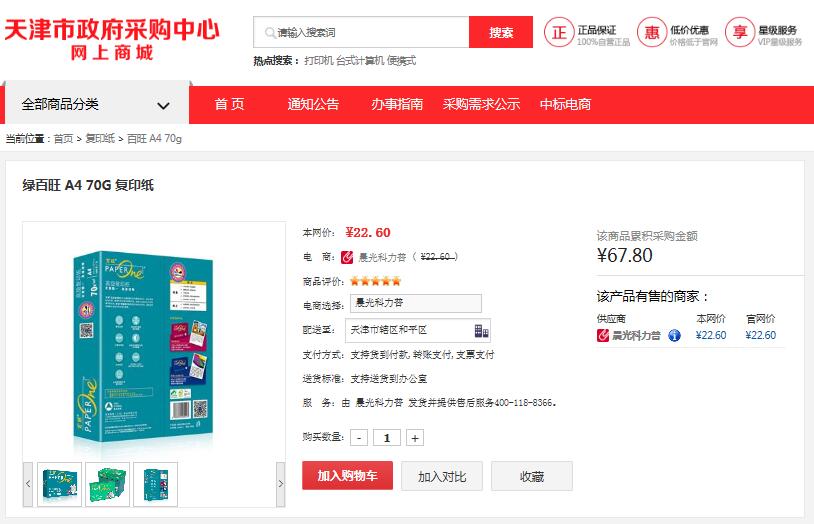 天津市政府采购中心
网上商城
请输入搜索词
搜索
热点搜索： 打印机 台式计算机 便携式
正 正品保证
100%自营正品
惠 低价优惠
价格低于官网
享 星级服务
VIP星级服务
全部商品分类
首 页 通知公告 办事指南 采购需求公示 中标电商
当前位置：首页 > 复印纸 > 百旺 A4 70g
绿百旺 A4 70G 复印纸
PAPER One
A4
70
PAPER One
本网价： ¥22.60
电 商： 晨光科力普 ( ¥22.60 )
商品评价：
电商选择： 晨光科力普
配送至： 天津市辖区和平区
支付方式： 支持货到付款, 转账支付, 支票支付
送货标准： 支持送货到办公室
服 务： 由 晨光科力普 发货并提供售后服务400-118-8366。
购买数量： - 1 +
加入购物车 加入对比 收藏
该商品累积采购金额
¥67.80
该产品有售的商家：
供应商 本网价 官网价
晨光科力普 ¥22.60 ¥22.60